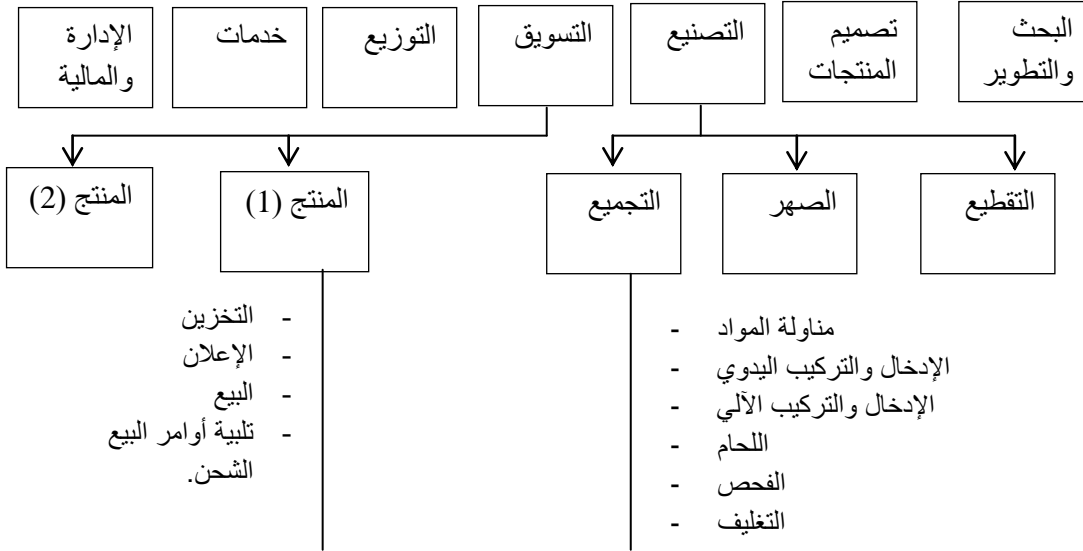 البحث
والتطوير
تصميم
المنتجات
التصنيع
التسويق
التوزيع
خدمات
الإدارة
والمالية
التقطيع
الصهر
التجميع
المنتج (1)
المنتج (2)
- مناولة المواد
- الإدخال والتركيب اليدوي
- الإدخال والتركيب الآلي
- اللحام
- الفحص
- التغليف
- التخزين
- الإعلان
- البيع
- تلبية أوامر البيع
الشحن.